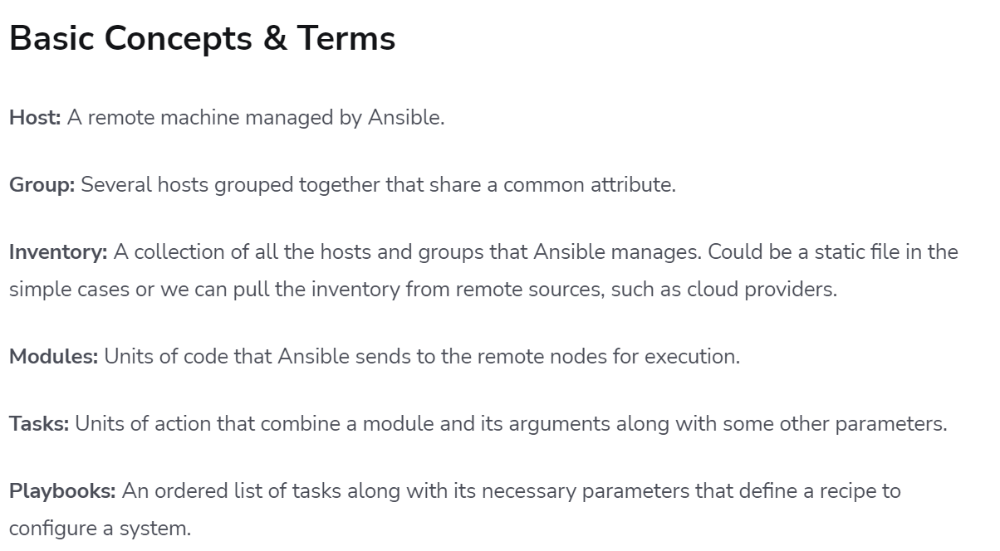 Basic Concepts & Terms
Host: A remote machine managed by Ansible.
Group: Several hosts grouped together that share a common attribute.
Inventory: A collection of all the hosts and groups that Ansible manages. Could be a static file in the
simple cases or we can pull the inventory from remote sources, such as cloud providers.
Modules: Units of code that Ansible sends to the remote nodes for execution.
Tasks: Units of action that combine a module and its arguments along with some other parameters.
Playbooks: An ordered list of tasks along with its necessary parameters that define a recipe to
configure a system.